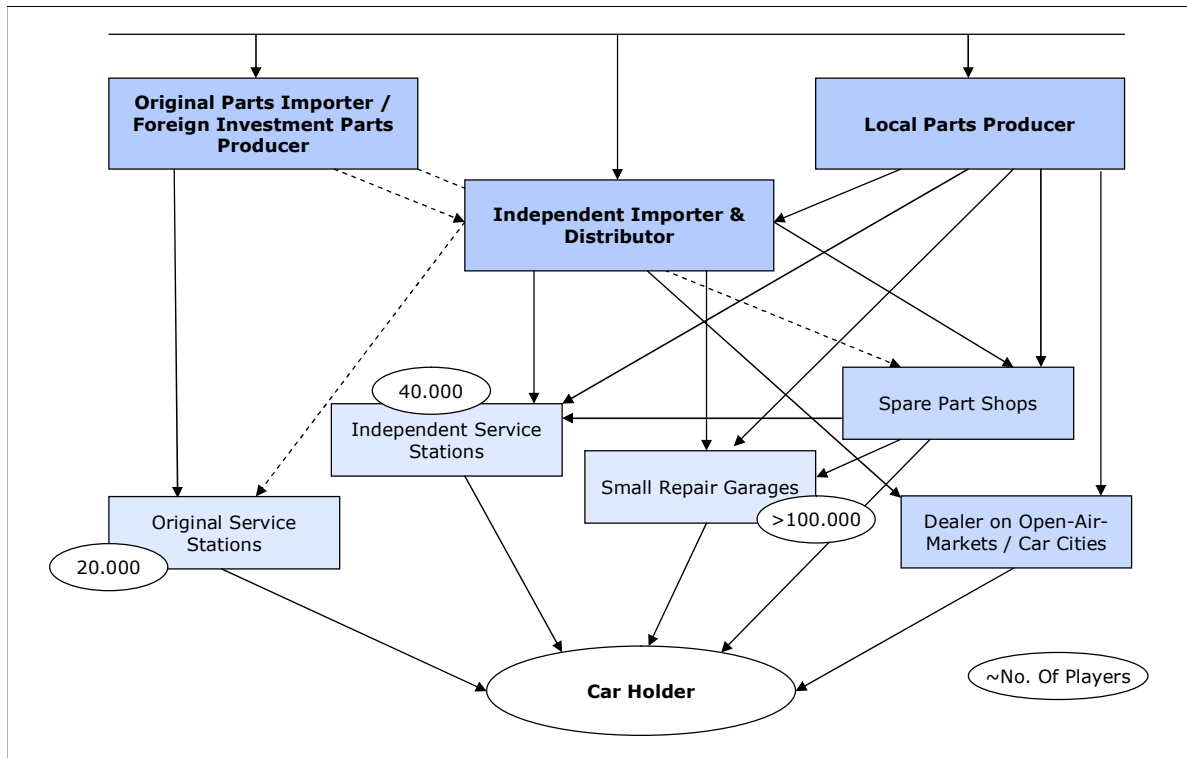 Original Parts Importer /
Foreign Investment Parts
Producer
Local Parts Producer
Independent Importer &
Distributor
40.000
Spare Part Shops
Independent Service
Stations
Small Repair Garages
>100.000
Original Service
Stations
Dealer on Open-Air-
Markets / Car Cities
20.000
Car Holder
~No. Of Players